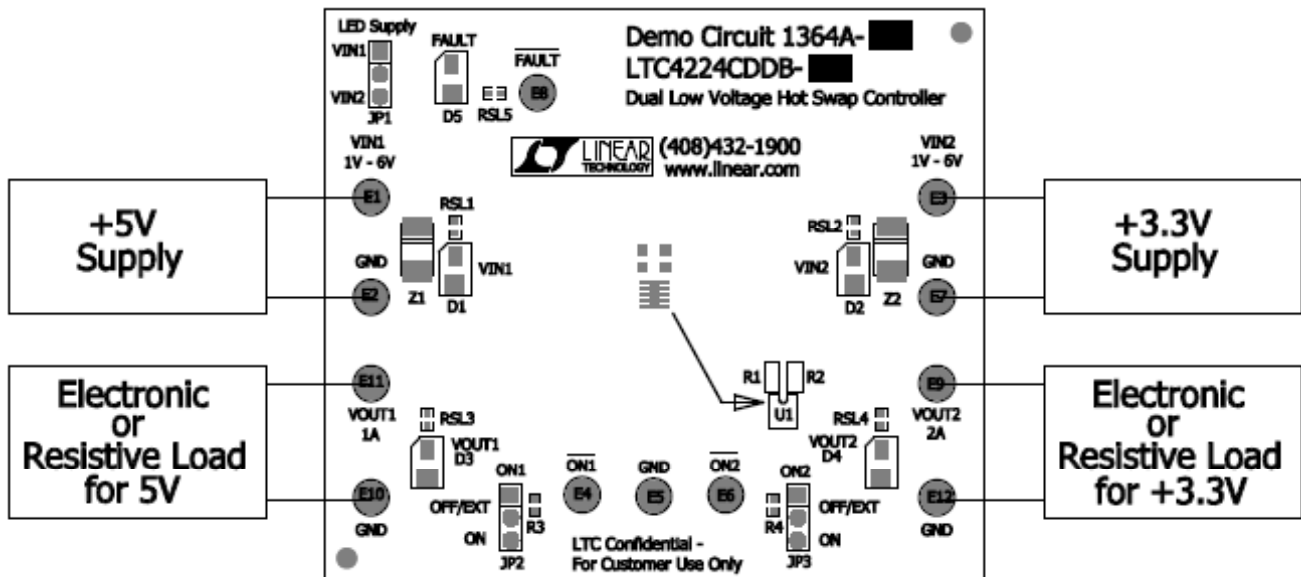 LED Supply
VIN1
VIN2
JP1
FAULT
D5
RSL5
FAULT
E8
Demo Circuit 1364A-
LTC4224CDDB-
Dual Low Voltage Hot Swap Controller
LINEAR
TECHNOLOGY
(408)432-1900
www.linear.com
VIN1
1V - 6V
E1
GND
E2
+5V
Supply
RSL1
VIN1
Z1
D1
VIN2
1V - 6V
E3
GND
E7
+3.3V
Supply
RSL2
VIN2
D2
Z2
R1
R2
U1
Electronic
or
Resistive Load
for 5V
E11
VOUT1
1A
RSL3
VOUT1
D3
E10
GND
ON1
OFF/EXT
ON
JP2
R3
ON1
E4
GND
E5
ON2
E6
LTC Confidential -
For Customer Use Only
R4
ON2
OFF/EXT
ON
JP3
RSL4
VOUT2
D4
E9
VOUT2
2A
E12
GND
Electronic
or
Resistive Load
for +3.3V